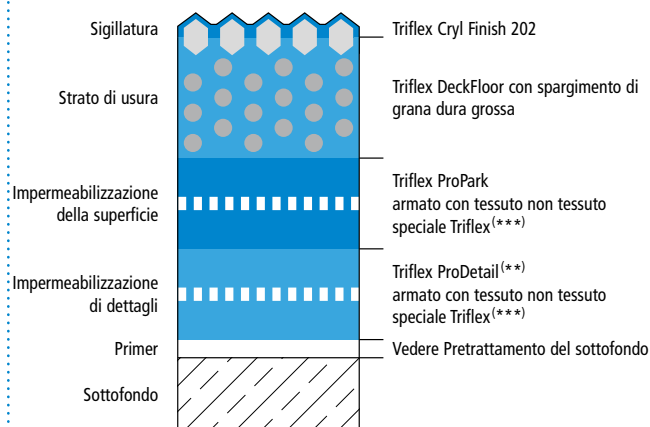 Sigillatura
Triflex Cryl Finish 202
Strato di usura
Triflex DeckFloor con spargimento di
grana dura grossa
Impermeabilizzazione
della superficie
Triflex ProPark
armato con tessuto non tessuto
speciale Triflex(***)
Impermeabilizzazione
di dettagli
Triflex ProDetail(**)
armato con tessuto non tessuto
speciale Triflex(***)
Primer
Vedere Pretrattamento del sottofondo
Sottofondo